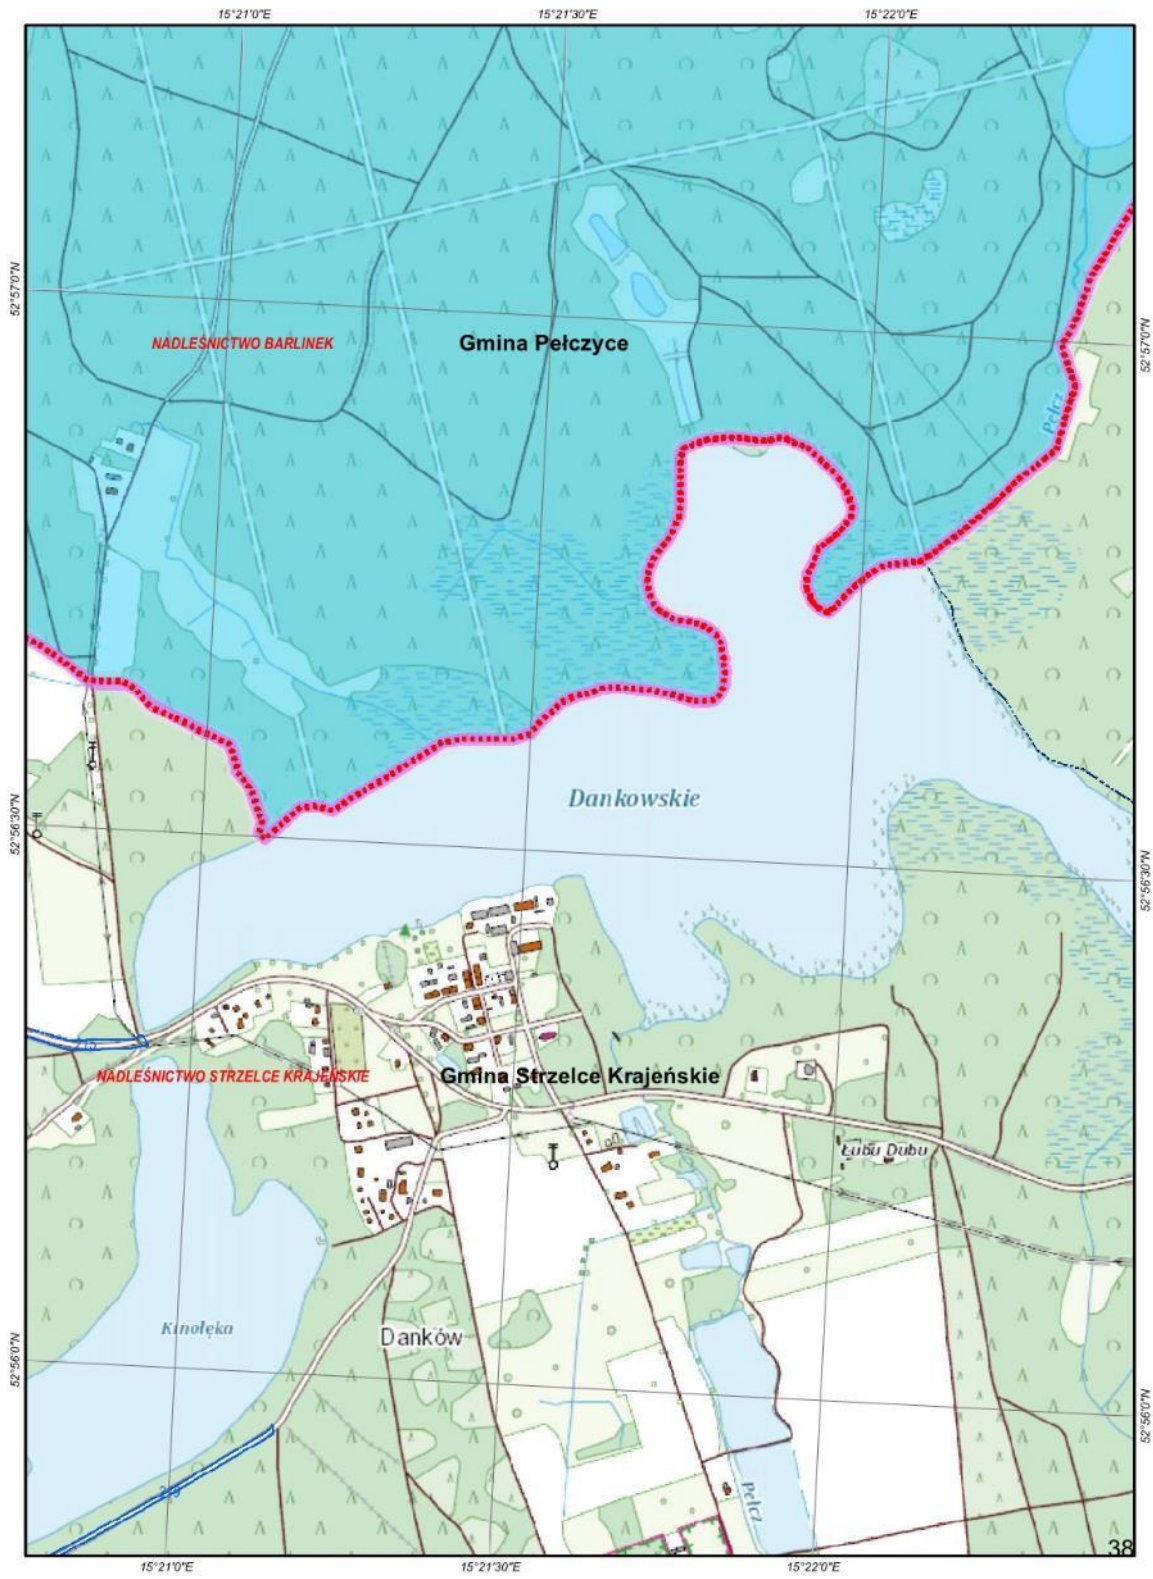 15°21'0"E
15°21'30"E
15°22'0"E
52°57'0"N
52°57'0"N
NADLEŚNICTWO BARLINEK
Gmina Pełczyce
Pełcz
Dankowskie
52°56'30"N
52°56'30"N
NADLEŚNICTWO STRZELCE KRAJEŃSKIE
Gmina Strzelce Krajeńskie
Łubu Dubu
Kinołęka
Danków
52°56'0"N
52°56'0"N
Pełcz
38
15°21'0"E
15°21'30"E
15°22'0"E